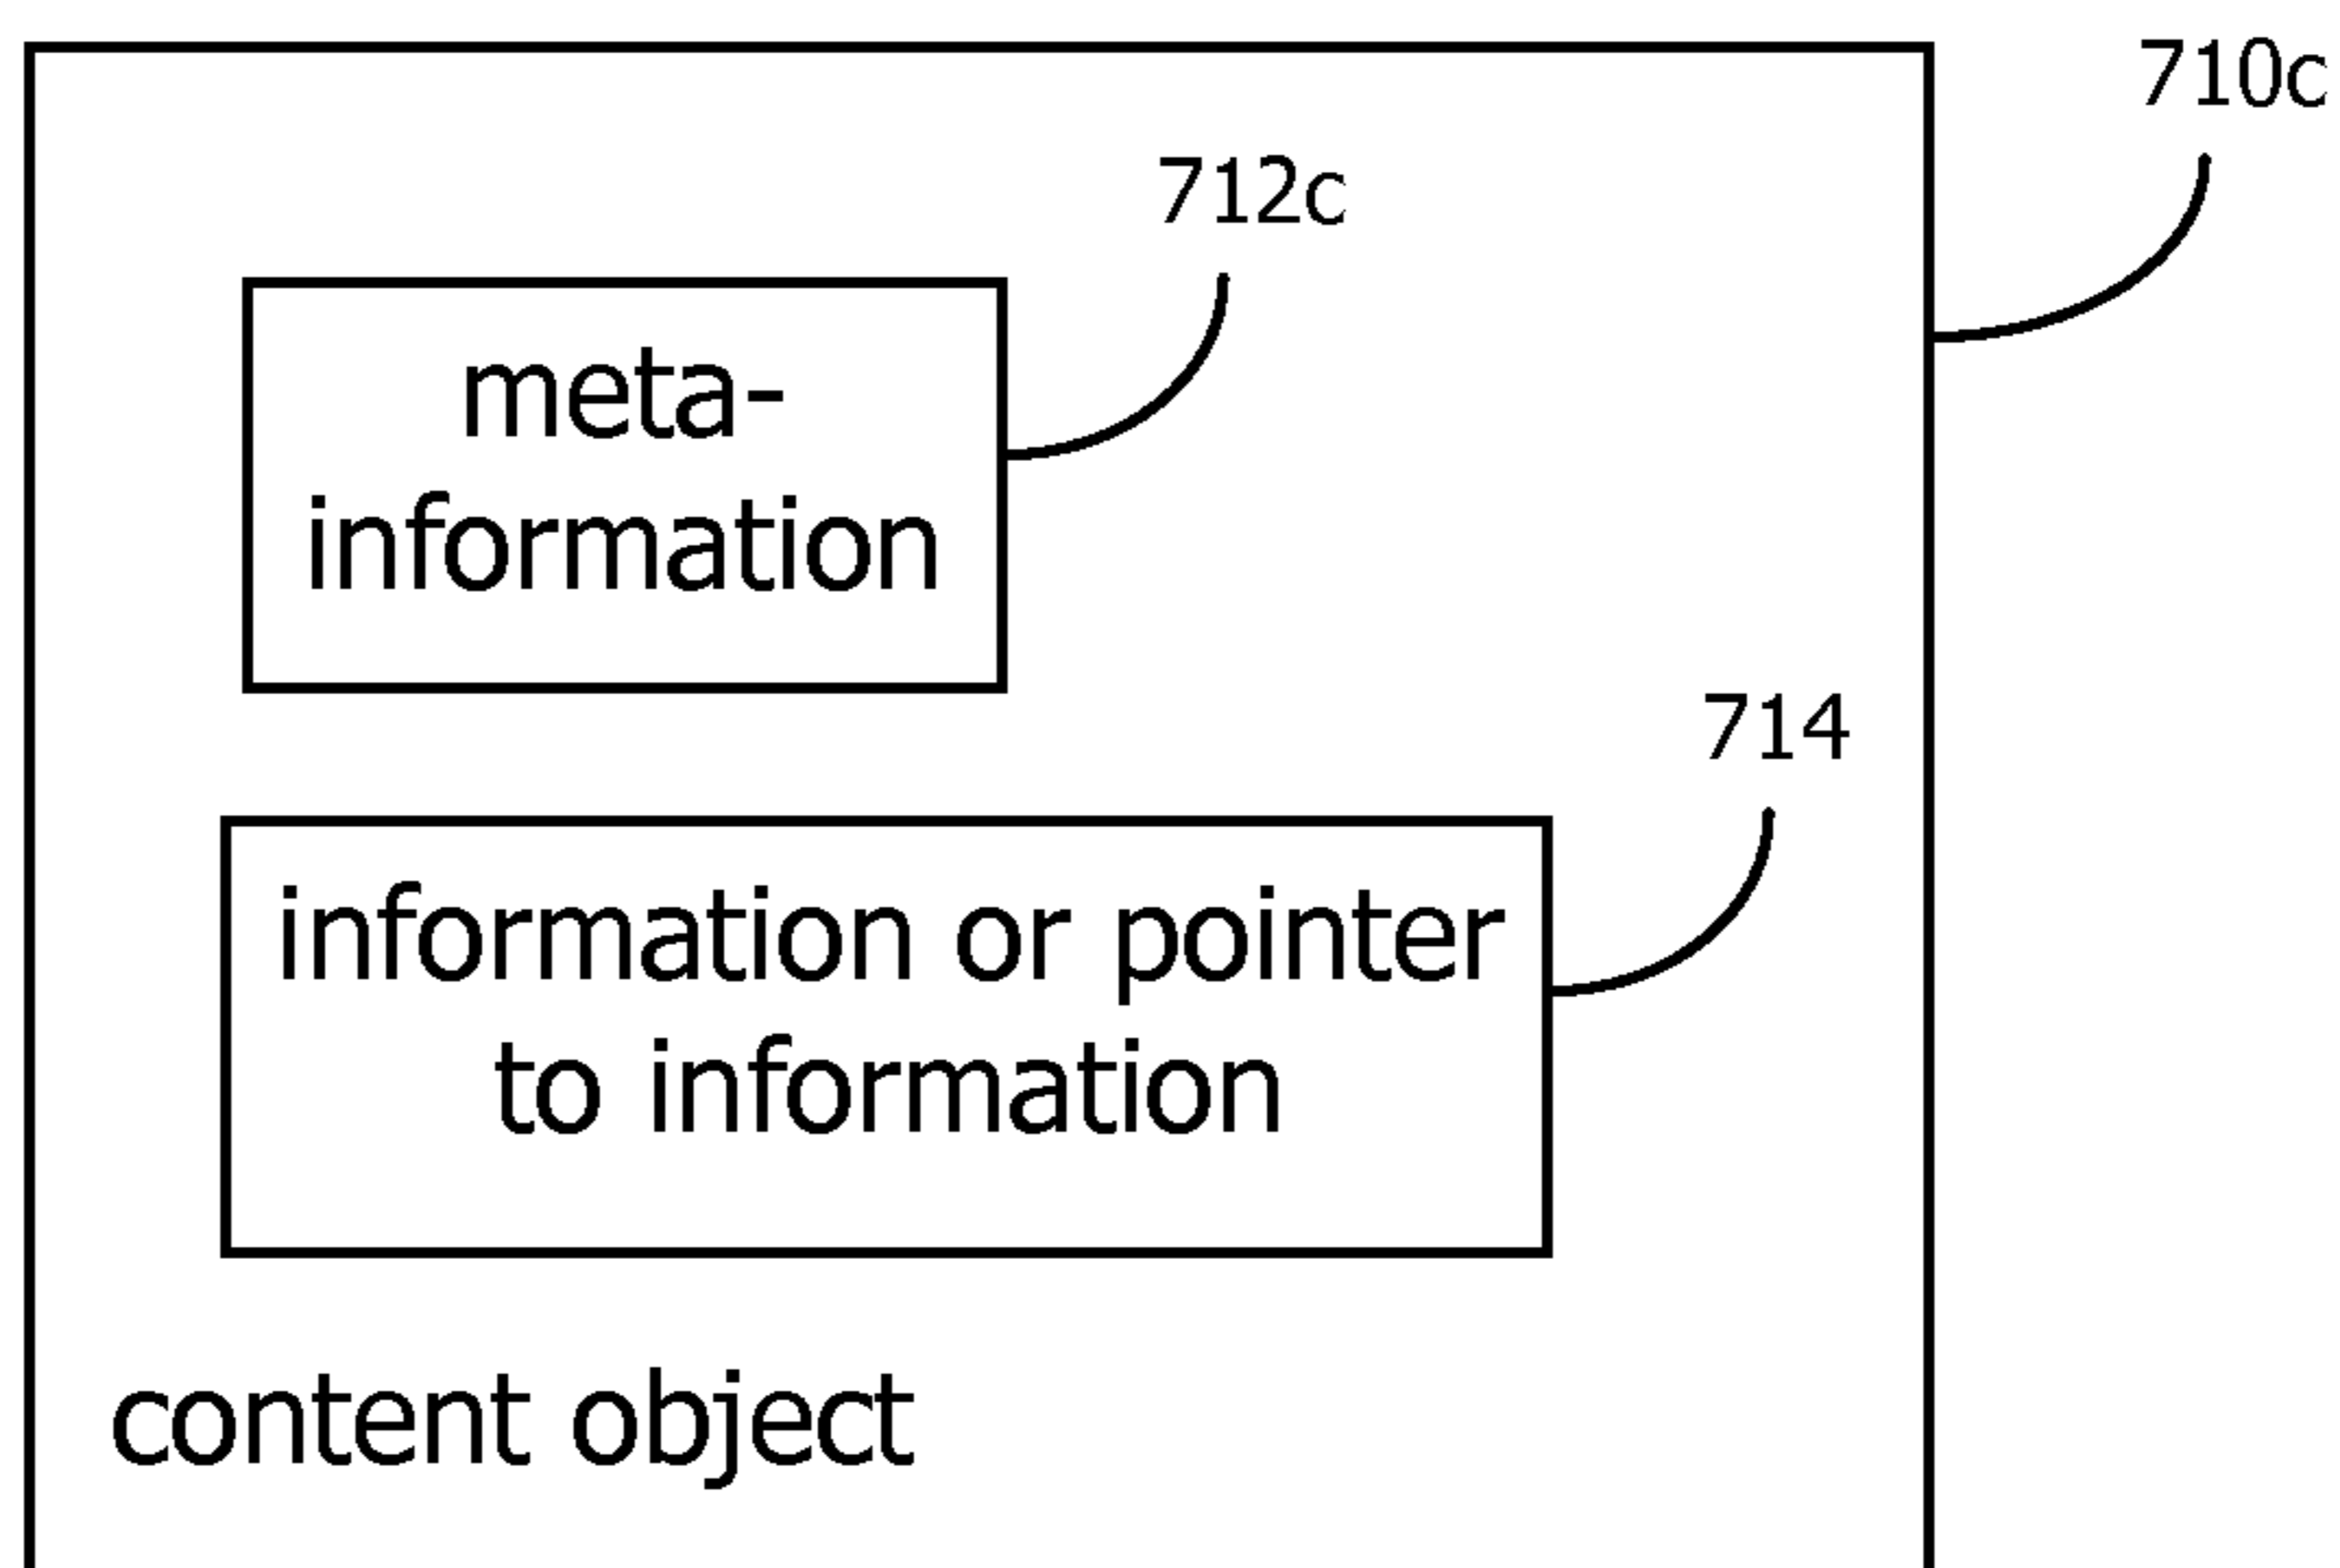 710c
712c
meta-
information
714
information or pointer
to information
content object